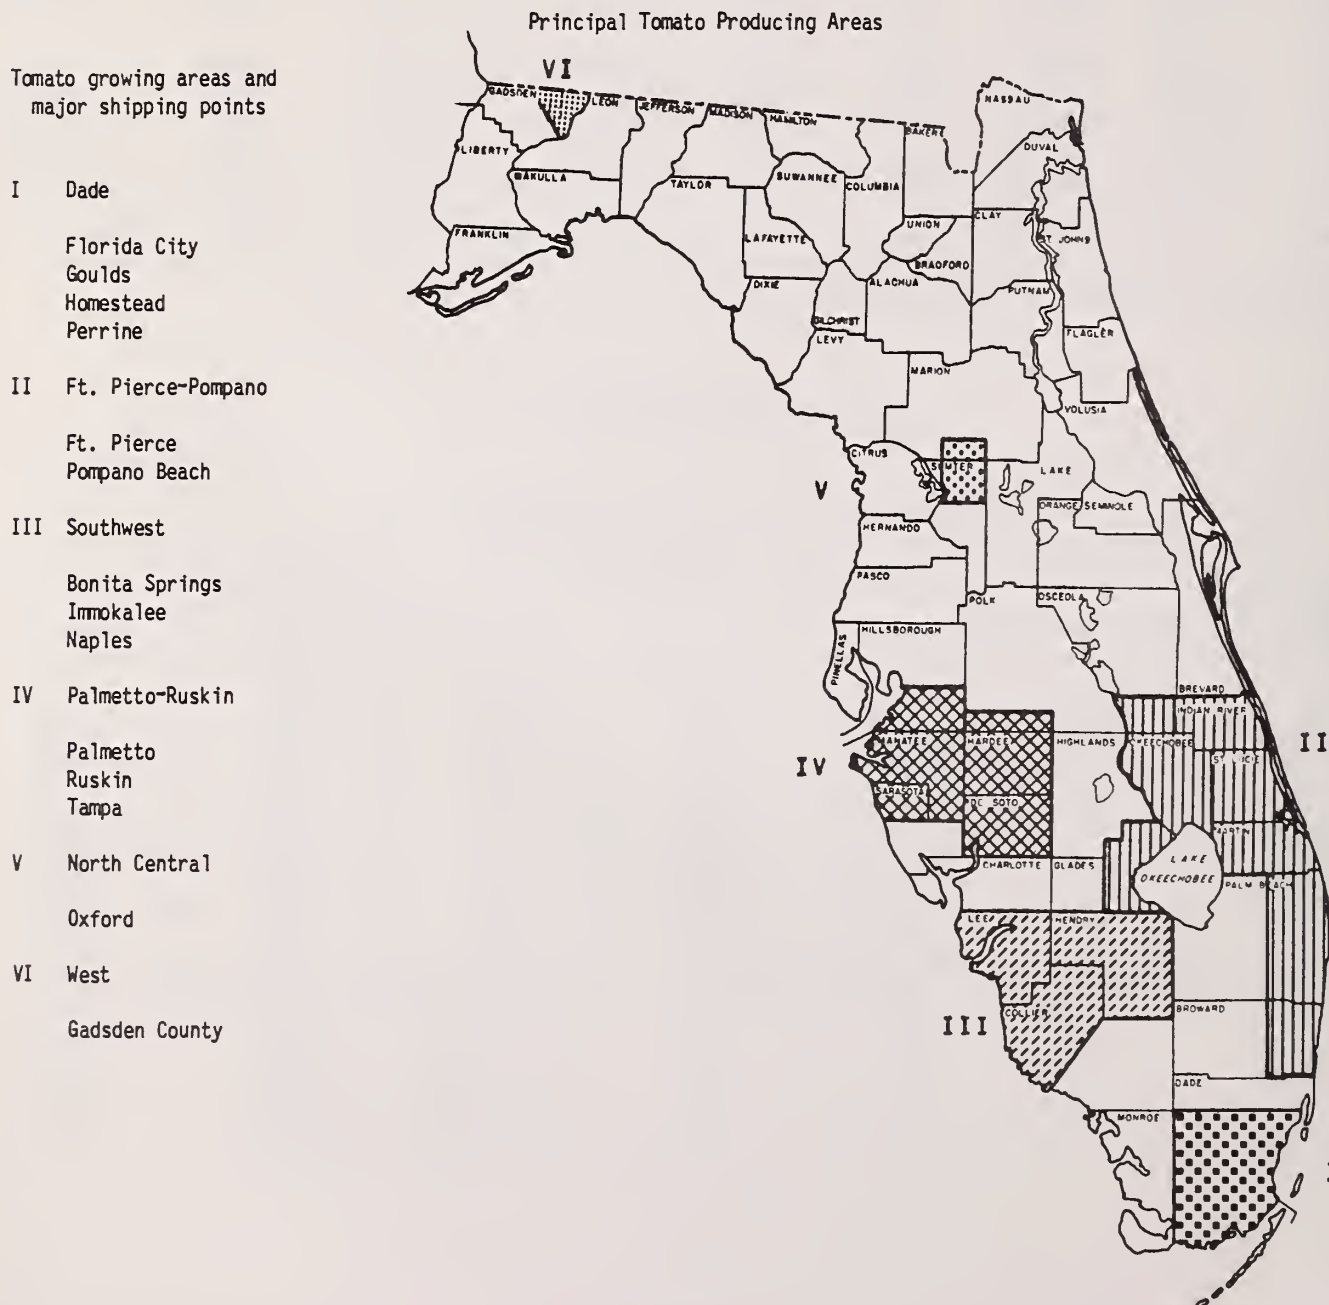 Principal Tomato Producing Areas
Tomato growing areas and
major shipping points
I Dade
Florida City
Goulds
Homestead
Perrine
II Ft. Pierce-Pompano
Ft. Pierce
Pompano Beach
III Southwest
Bonita Springs
Immokalee
Naples
IV Palmetto-Ruskin
Palmetto
Ruskin
Tampa
V North Central
Oxford
VI West
Gadsden County
VI
GADSDEN
LEON
JEFFERSON
MADISON
HAMILTON
BAKER
NASSAU
DUVAL
LIBERTY
WAKULLA
TAYLOR
SUWANNEE
COLUMBIA
FRANKLIN
LAFAYETTE
UNION
BRADFORD
CLAY
ST. JOHNS
DIXIE
ALACHUA
PUTNAM
GILCHRIST
LEVY
FLAGLER
MARION
VOLUSIA
CITRUS
SUMTER
LAKE
V
ORANGE
SEMINOLE
HERNANDO
PASCO
POLK
OSCEOLA
HILLSBOROUGH
PINELLAS
BREVARD
INDIAN RIVER
MANATEE
HARDEE
HIGHLANDS
OKEECHOBEE
ST. LUCIE
II
IV
SARASOTA
DE SOTO
MARTIN
CHARLOTTE
GLADES
LAKE
OKEECHOBEE
PALM BEACH
LEE
HENDRY
COLLIER
BROWARD
III
DADE
MONROE